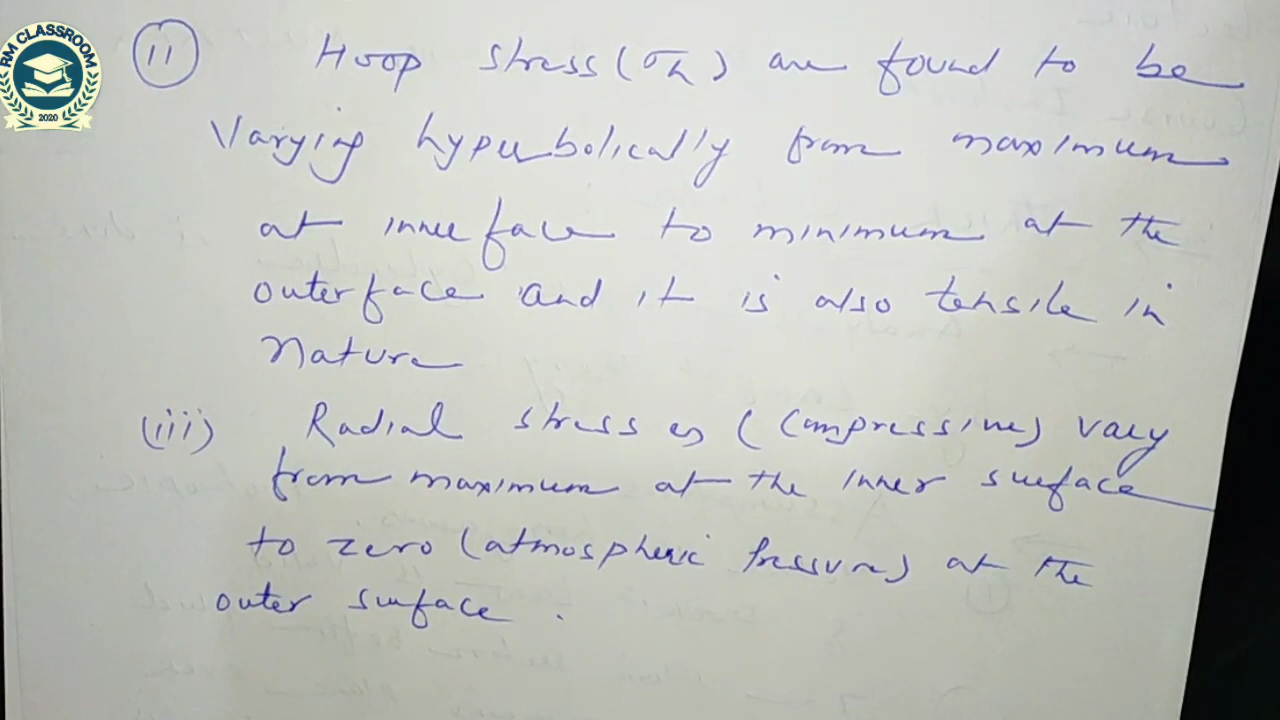 RM CLASSROOM
2020
(ii) Hoop stress (σh) are found to be
Varying hyperbolically from maximum
at inner face to minimum at the
outer face and it is also tensile in
Nature
(iii) Radial stress es (Compressive) vary
from maximum at the inner surface
to zero (atmospheric Pressure) at the
outer surface.